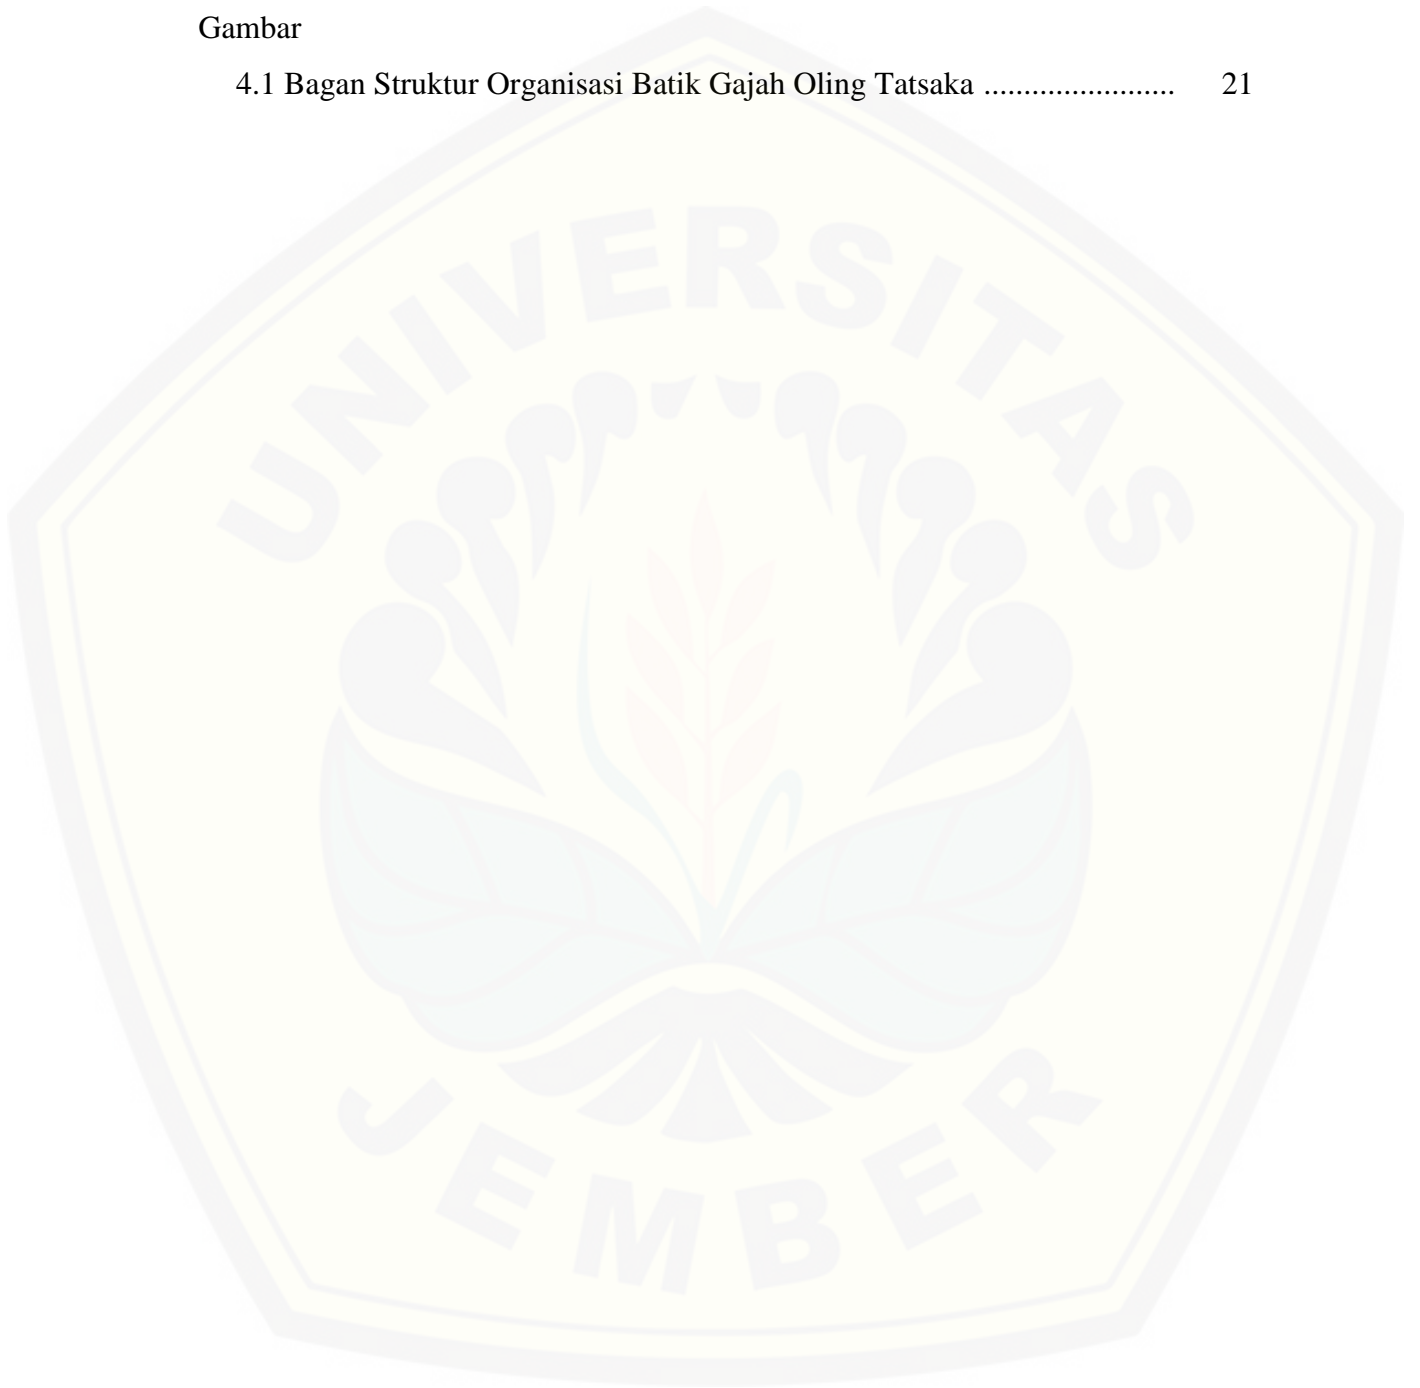 Gambar
4.1 Bagan Struktur Organisasi Batik Gajah Oling Tatsaka ........................ 21
UNIVERSITAS
JEMBER